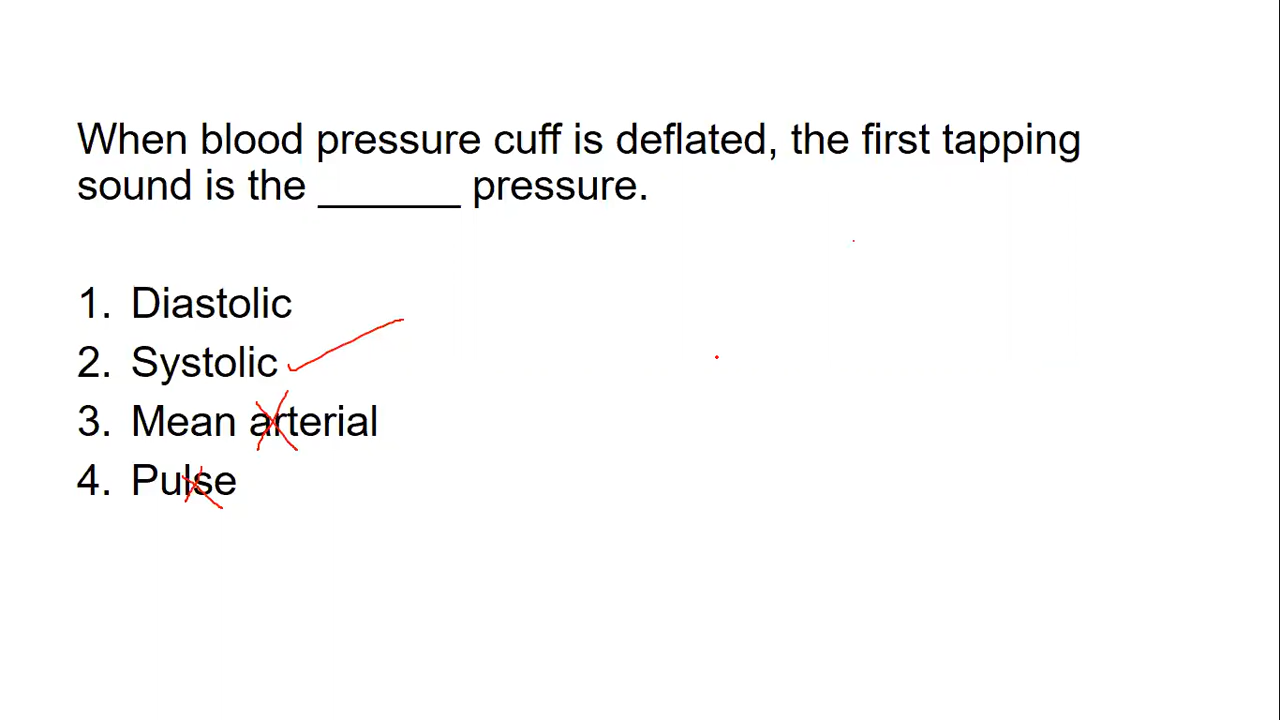 When blood pressure cuff is deflated, the first tapping
sound is the ______ pressure.
1. Diastolic
2. Systolic
3. Mean arterial
4. Pulse